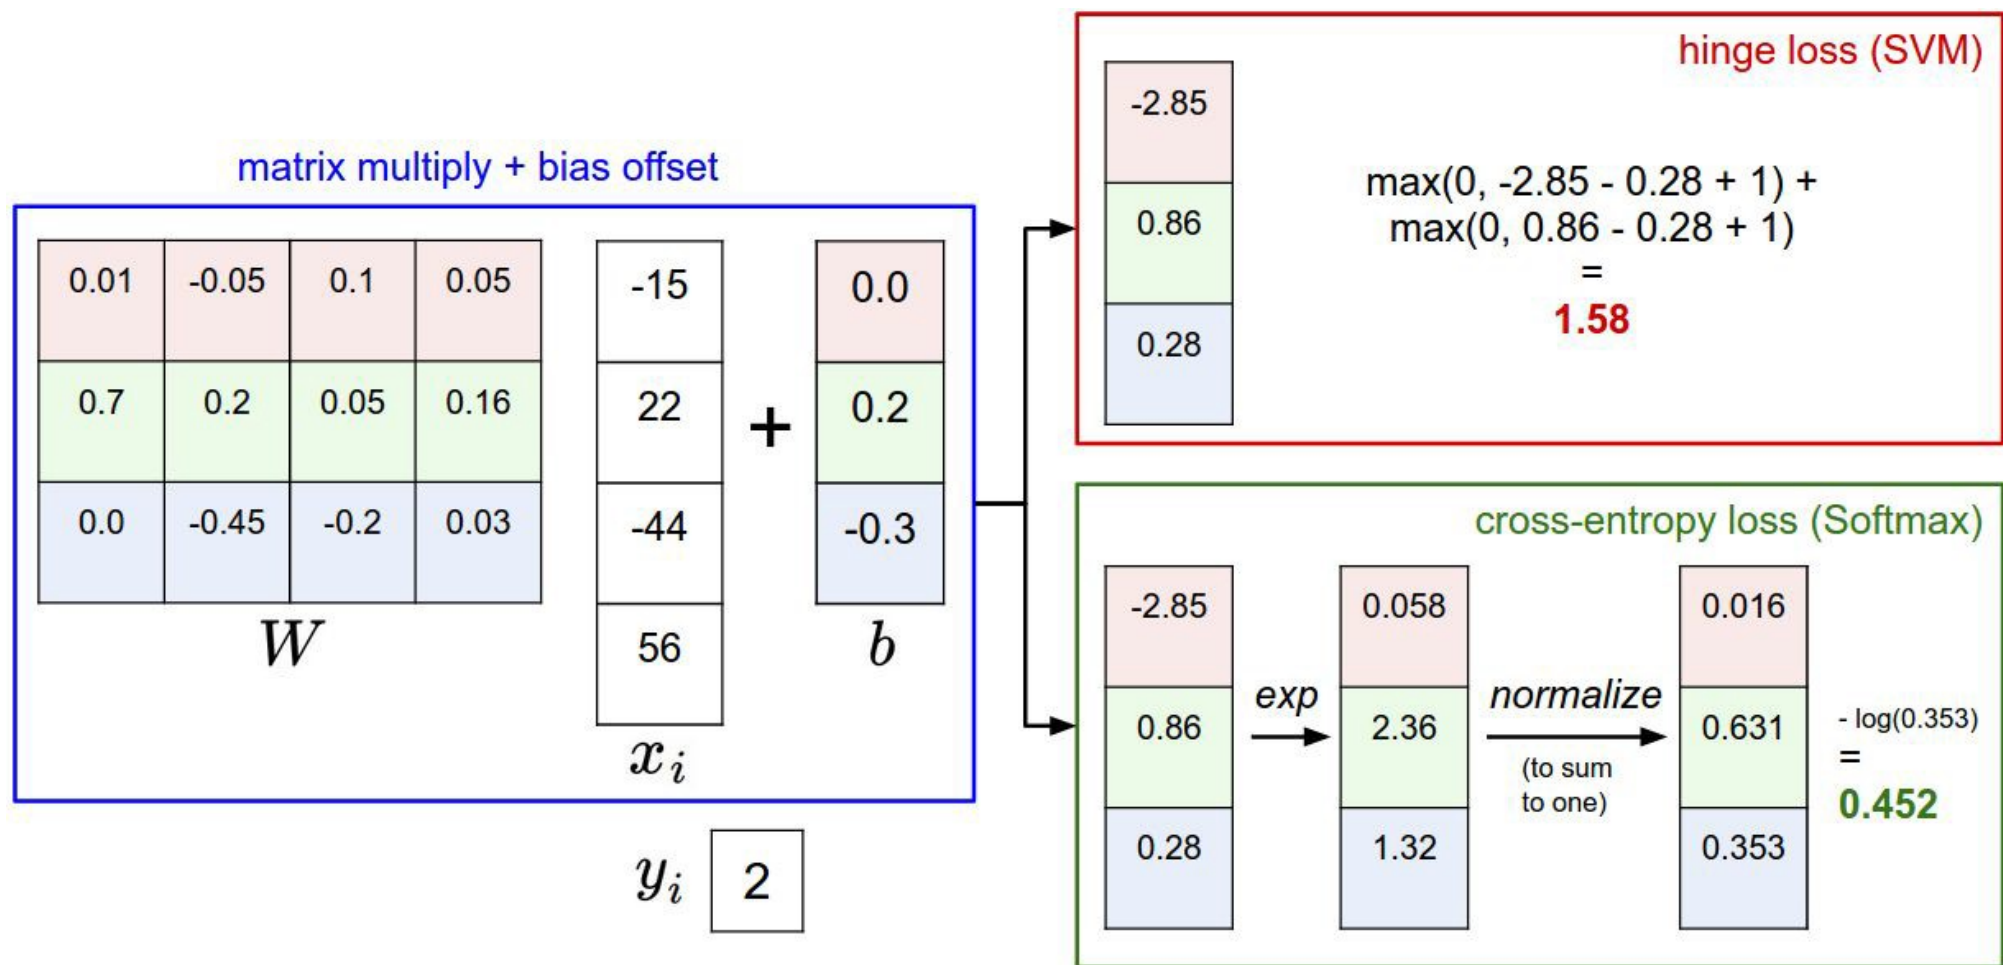 matrix multiply + bias offset
0.01 -0.05 0.1 0.05
0.7 0.2 0.05 0.16
0.0 -0.45 -0.2 0.03
W
-15
22
-44
56
x_i
+
0.0
0.2
-0.3
b
y_i 2
hinge loss (SVM)
-2.85
0.86
0.28
max(0, -2.85 - 0.28 + 1) +
max(0, 0.86 - 0.28 + 1)
=
1.58
cross-entropy loss (Softmax)
-2.85
0.86
0.28
exp
0.058
2.36
1.32
normalize
(to sum
to one)
0.016
0.631
0.353
- log(0.353)
=
0.452